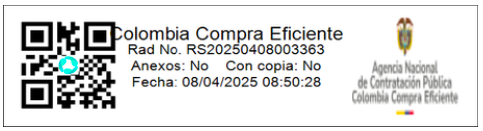 Colombia Compra Eficiente
Rad No. RS20250408003363
Anexos: No Con copia: No
Fecha: 08/04/2025 08:50:28
Agencia Nacional
de Contratación Pública
Colombia Compra Eficiente